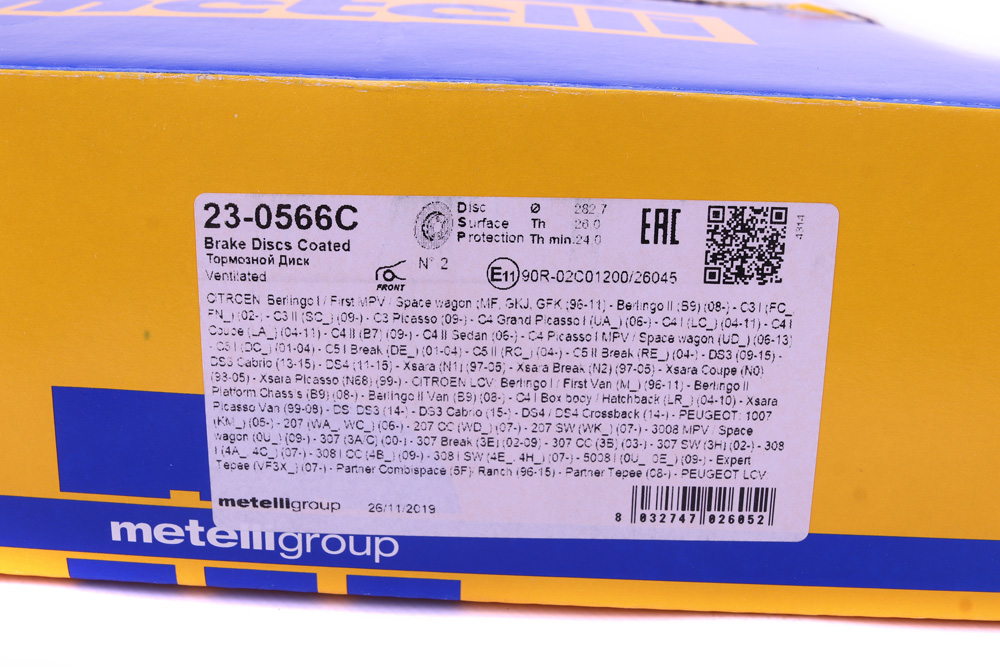 23-0566C
Brake Discs Coated
Тормозной Диск
Ventilated
FRONT
N° 2
Disc Ø 282.7
Surface Th 26.0
Protection Th min. 24.0
EAC
4314
E11 90R-02C01200/26045
CITROEN Berlingo I / First MPV / Space wagon (MF, GKJ, GFK (96-11) - Berlingo II (B9) (08-) - C3 I (FC_,
FN_) (02-) - C3 II (SC_) (09-) - C3 Picasso (09-) - C4 Grand Picasso I (UA_) (06-) - C4 I (LC_) (04-11) - C4 I
Coupe (LA_) (04-11) - C4 II (B7) (09-) - C4 II Sedan (06-) - C4 Picasso I MPV / Space wagon (UD_) (06-13)
- C5 I (DC_) (01-04) - C5 I Break (DE_) (01-04) - C5 II (RC_) (04-) - C5 II Break (RE_) (04-) - DS3 (09-15) -
DS3 Cabrio (13-15) - DS4 (11-15) - Xsara (N1) (97-05) - Xsara Break (N2) (97-05) - Xsara Coupe (N0)
(98-05) - Xsara Picasso (N68) (99-) - CITROEN LCV: Berlingo I / First Van (M_) (96-11) - Berlingo II
Platform Chassis (B9) (08-) - Berlingo II Van (B9) (08-) - C4 I Box body / Hatchback (LR_) (04-10) - Xsara
Picasso Van (99-08) - DS: DS3 (14-) - DS3 Cabrio (15-) - DS4 / DS4 Crossback (14-) - PEUGEOT: 1007
(KM_) (05-) - 207 (WA_, WC_) (06-) - 207 CC (WD_) (07-) - 207 SW (WK_) (07-) - 3008 MPV / Space
wagon (0U_) (09-) - 307 (3A/C) (00-) - 307 Break (3E) (02-09) - 307 CC (3B) (03-) - 307 SW (3H) (02-) - 308
I (4A_, 4C_) (07-) - 308 I CC (4B_) (09-) - 308 I SW (4E_, 4H_) (07-) - 5008 I (0U_, 0E_) (09-) - Expert
Tepee (VF3X_) (07-) - Partner Combispace (5F) Ranch (96-15) - Partner Tepee (08-) - PEUGEOT LCV
metelligroup 26/11/2019
8 032747 026052
metelligroup